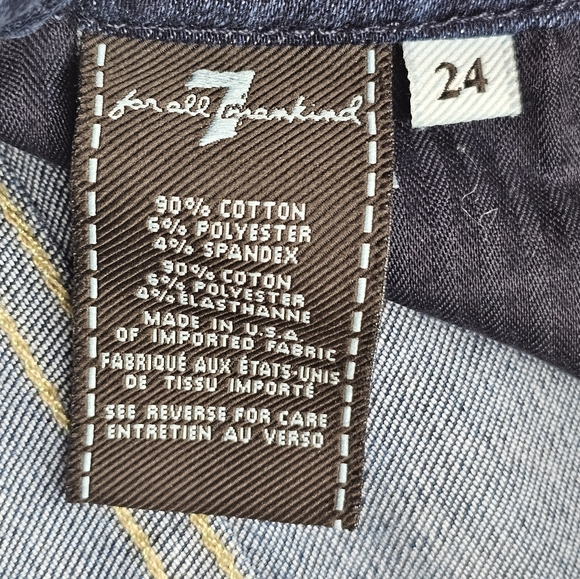 7
for all mankind
24
90% COTTON
6% POLYESTER
4% SPANDEX
90% COTON
6% POLYESTER
4% ÉLASTHANNE
MADE IN U.S.A
OF IMPORTED FABRIC
FABRIQUÉ AUX ÉTATS-UNIS
DE TISSU IMPORTÉ
SEE REVERSE FOR CARE
ENTRETIEN AU VERSO